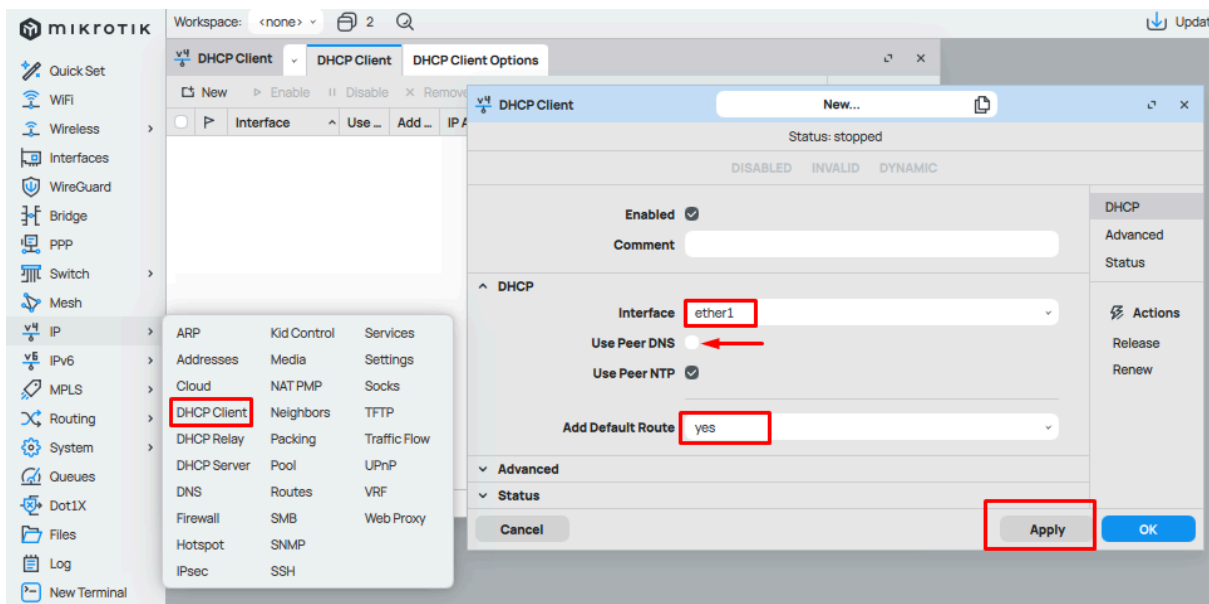 mikrotik
Workspace: <none> 2
Updat
Quick Set
WiFi
Wireless
Interfaces
WireGuard
Bridge
PPP
Switch
Mesh
IP
IPv6
MPLS
Routing
System
Queues
Dot1X
Files
Log
New Terminal
DHCP Client DHCP Client DHCP Client Options
New Enable Disable Remove
Interface Use ... Add ... IP A
ARP Kid Control Services
Addresses Media Settings
Cloud NAT PMP Socks
DHCP Client Neighbors TFTP
DHCP Relay Packing Traffic Flow
DHCP Server Pool UPnP
DNS Routes VRF
Firewall SMB Web Proxy
Hotspot SNMP
IPsec SSH
DHCP Client New...
Status: stopped
DISABLED INVALID DYNAMIC
Enabled
Comment
DHCP
Interface ether1
Use Peer DNS
Use Peer NTP
Add Default Route yes
Advanced
Status
Cancel Apply OK
DHCP
Advanced
Status
Actions
Release
Renew